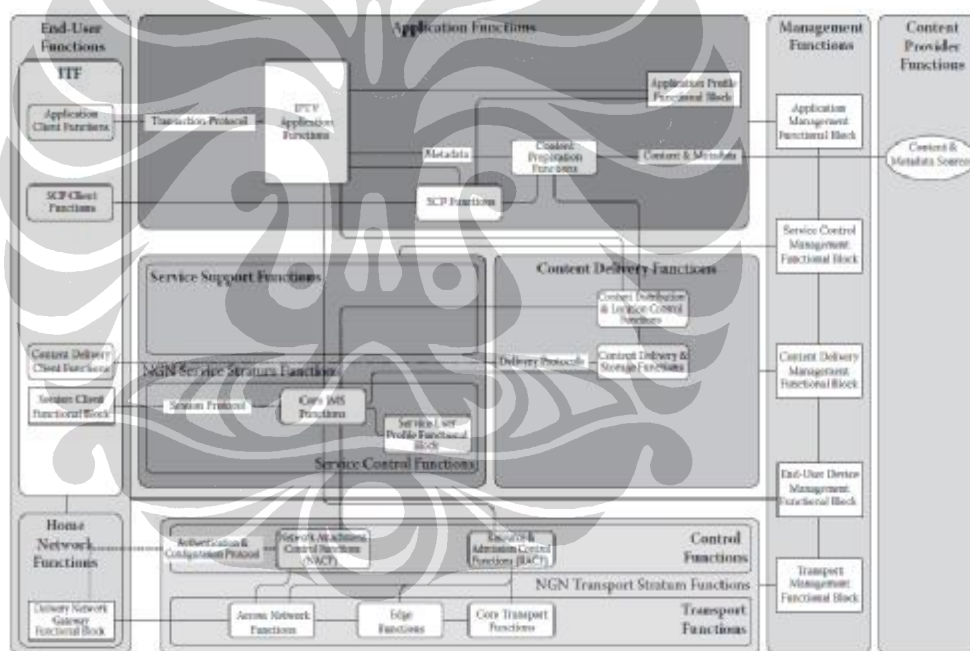 End-User
Functions
ITF
Application
Client Functions
SCP Client
Functions
Content Delivery
Client Functions
Session Client
Functional Block
Home
Network
Functions
Delivery Network
Gateway
Functional Block
Application Functions
Transaction Protocol
IPTV
Application
Functions
Application Profile
Functional Block
Metadata
Content
Preparation
Functions
Content & Metadata
SCP Functions
Service Support Functions
Content Delivery Functions
Content Distribution
& Location Control
Functions
Delivery Protocols
Content Delivery &
Storage Functions
NGN Service Stratum Function
Session Protocol
Core IMS
Functions
Service User
Profile Functional
Block
Service Control Functions
Authentication &
Configuration Protocol
Network Attachment
Control Functions
(NACF)
Resource &
Admission Control
Functions (RACF)
Control
Functions
NGN Transport Stratum Functions
Access Network
Functions
Edge
Functions
Core Transport
Functions
Transport
Functions
Management
Functions
Application
Management
Functional Block
Service Control
Management
Functional Block
Content Delivery
Management
Functional Block
End-User Device
Management
Functional Block
Transport
Management
Functional Block
Content
Provider
Functions
Content &
Metadata Sources